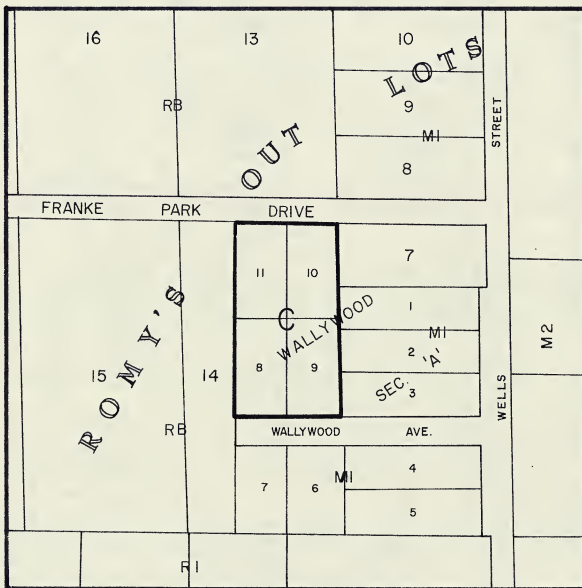 16 13 10
LOTS
RB 9
MI
STREET
OUT
8
FRANKE PARK DRIVE
7
11 10
ROMY'S
C
WALLYWOOD
1
MI
M2
2
SEC. 'A'
15 14 8 9
3
WELLS
RB
WALLYWOOD AVE.
4
7 6 MI
5
RI